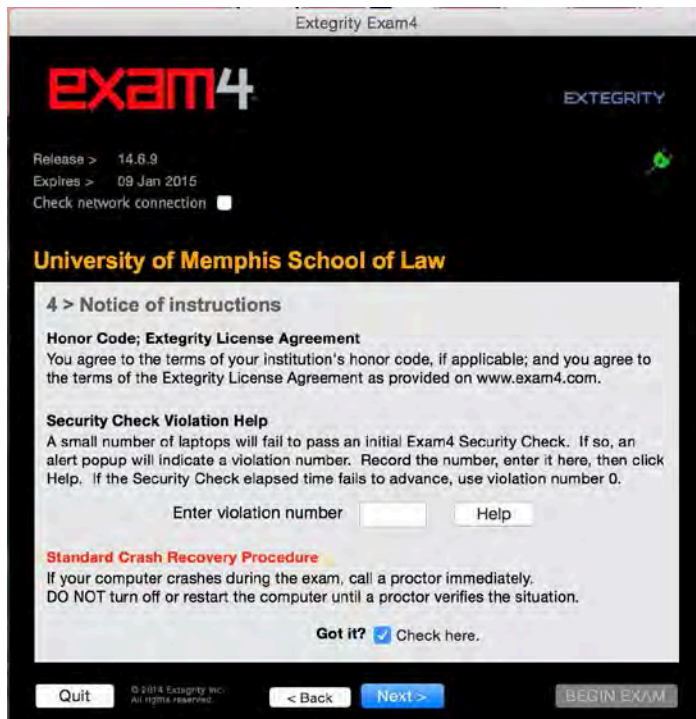 Extegrity Exam4
exam4
EXTEGRITY
Release > 14.6.9
Expires > 09 Jan 2015
Check network connection
University of Memphis School of Law
4 > Notice of instructions
Honor Code; Extegrity License Agreement
You agree to the terms of your institution's honor code, if applicable; and you agree to
the terms of the Extegrity License Agreement as provided on www.exam4.com.
Security Check Violation Help
A small number of laptops will fail to pass an initial Exam4 Security Check. If so, an
alert popup will indicate a violation number. Record the number, enter it here, then click
Help. If the Security Check elapsed time fails to advance, use violation number 0.
Enter violation number Help
Standard Crash Recovery Procedure
If your computer crashes during the exam, call a proctor immediately.
DO NOT turn off or restart the computer until a proctor verifies the situation.
Got it? Check here.
Quit
© 2014 Extegrity Inc.
All rights reserved.
< Back Next > BEGIN EXAM